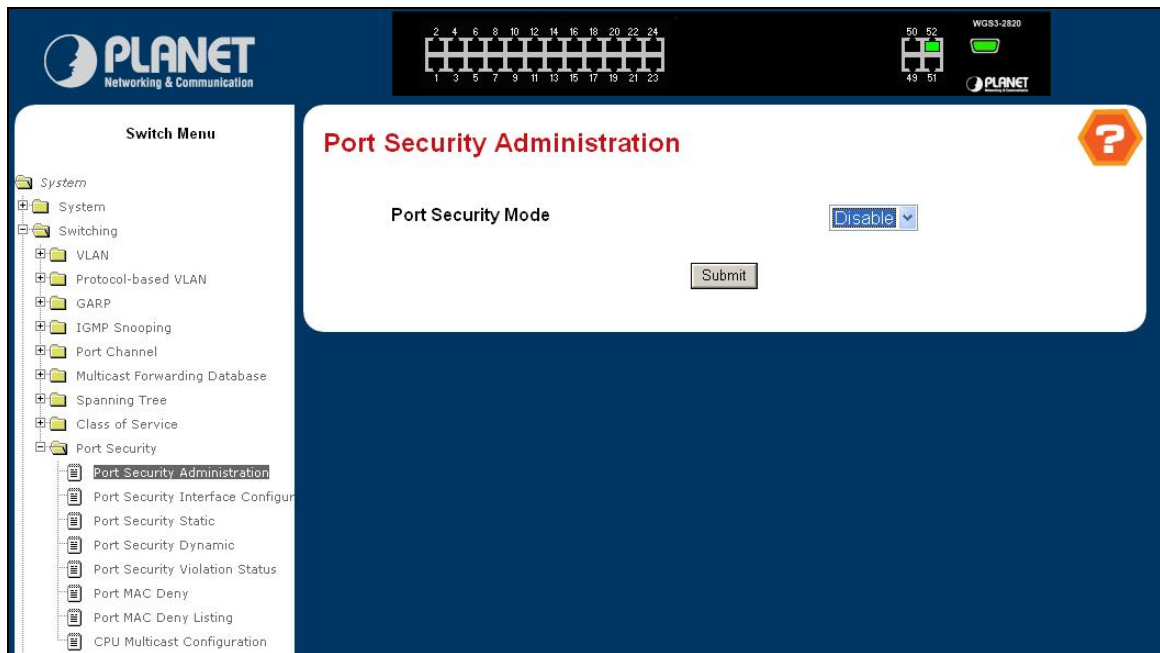 PLANET
Networking & Communication
2 4 6 8 10 12 14 16 18 20 22 24
1 3 5 7 9 11 13 15 17 19 21 23
50 52
49 51
WGS3-2820
PLANET
Switch Menu
System
System
Switching
VLAN
Protocol-based VLAN
GARP
IGMP Snooping
Port Channel
Multicast Forwarding Database
Spanning Tree
Class of Service
Port Security
Port Security Administration
Port Security Interface Configur
Port Security Static
Port Security Dynamic
Port Security Violation Status
Port MAC Deny
Port MAC Deny Listing
CPU Multicast Configuration
Port Security Administration
?
Port Security Mode
Disable
Submit